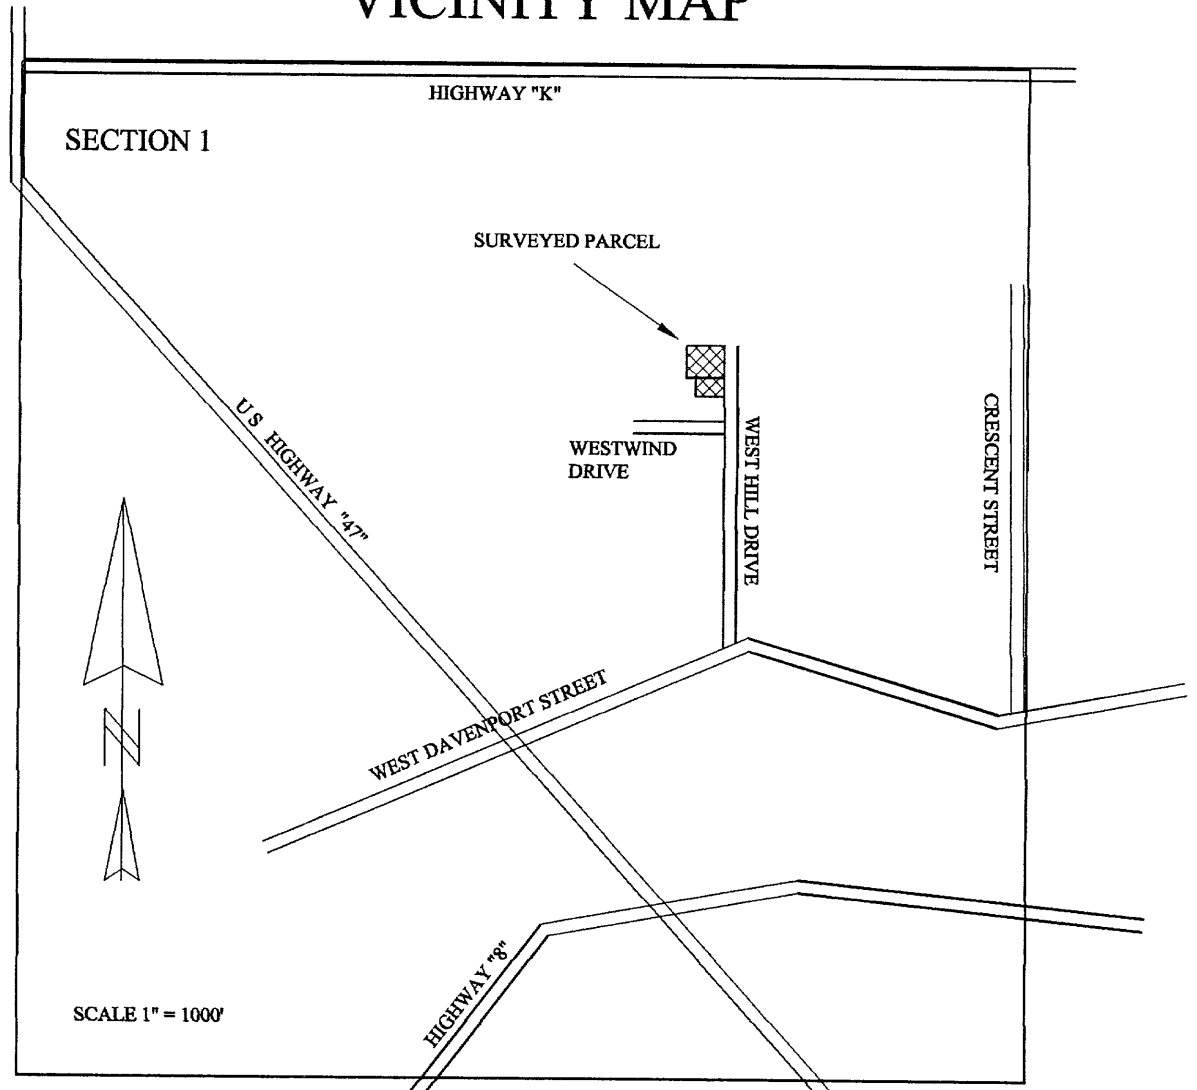 VICINITY MAP
HIGHWAY "K"
SECTION 1
SURVEYED PARCEL
U S HIGHWAY "47"
WESTWIND
DRIVE
WEST HILL DRIVE
CRESCENT STREET
WEST DAVENPORT STREET
N
HIGHWAY "8"
SCALE 1" = 1000'